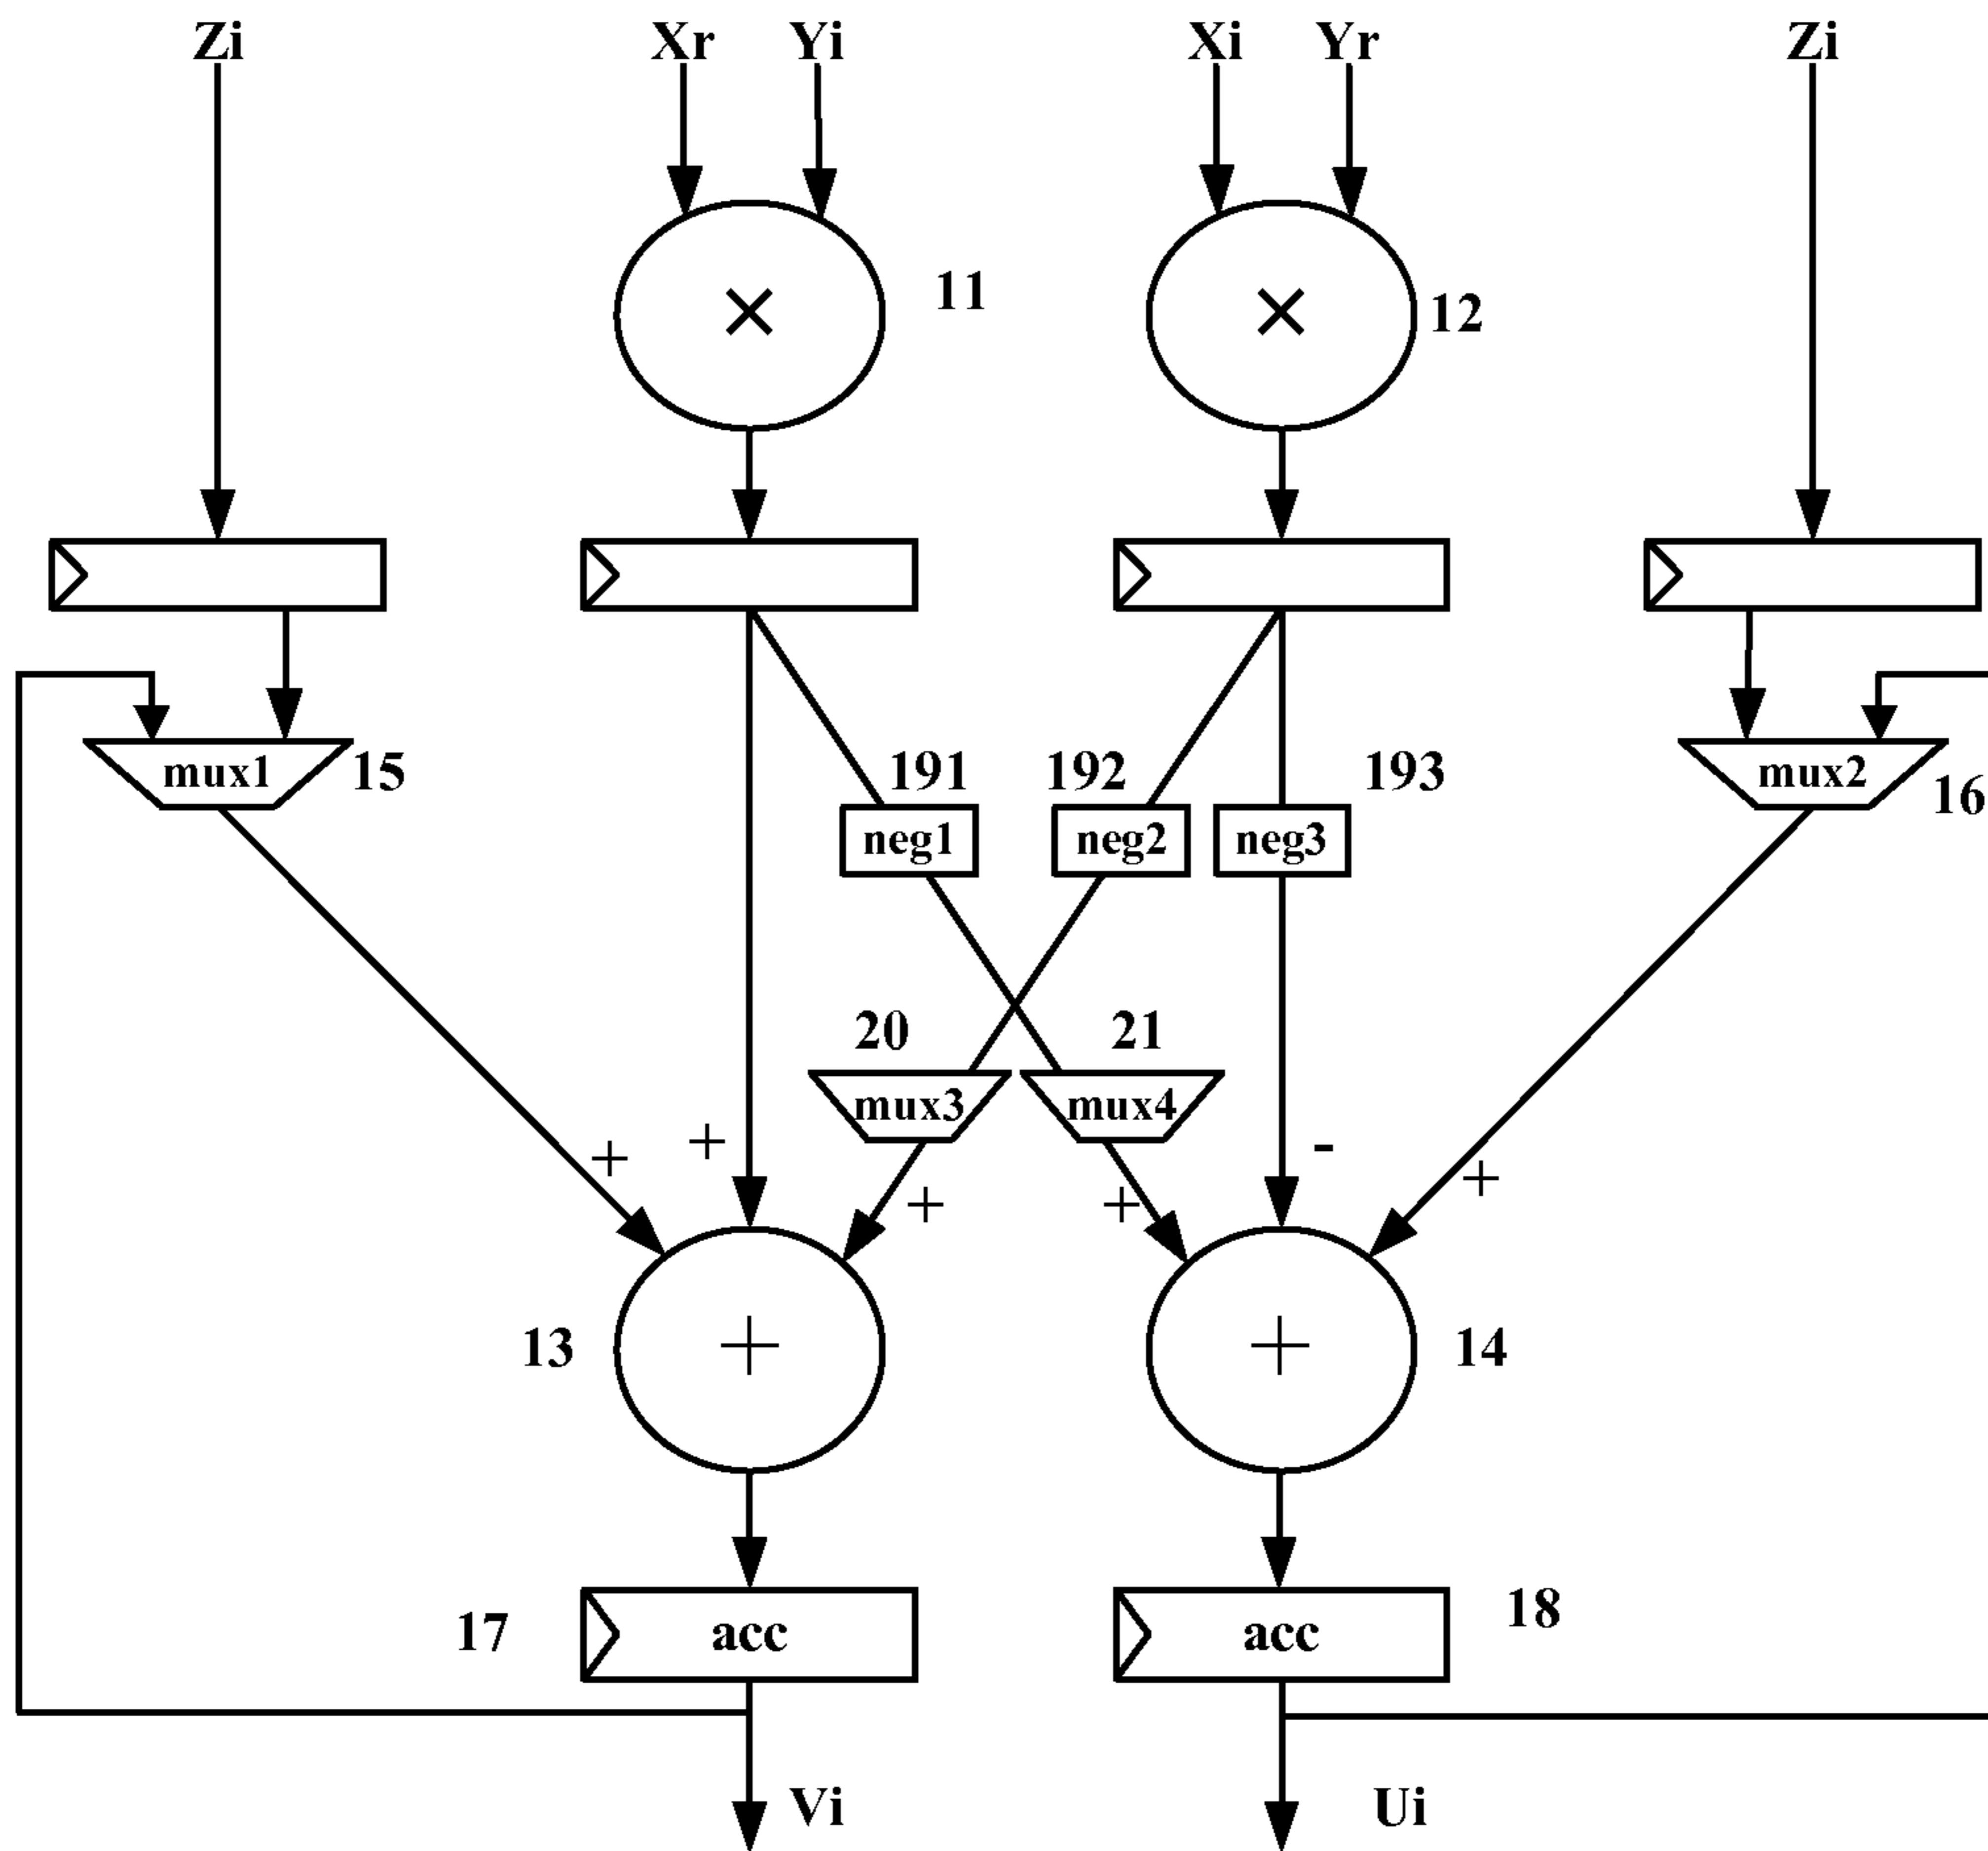 Zi Xr Yi Xi Yr Zi
× 11 × 12
mux1 15 191 192 193 mux2 16
neg1 neg2 neg3
20 21
mux3 mux4
+ + + + - +
13 + + 14
17 acc acc 18
Vi Ui